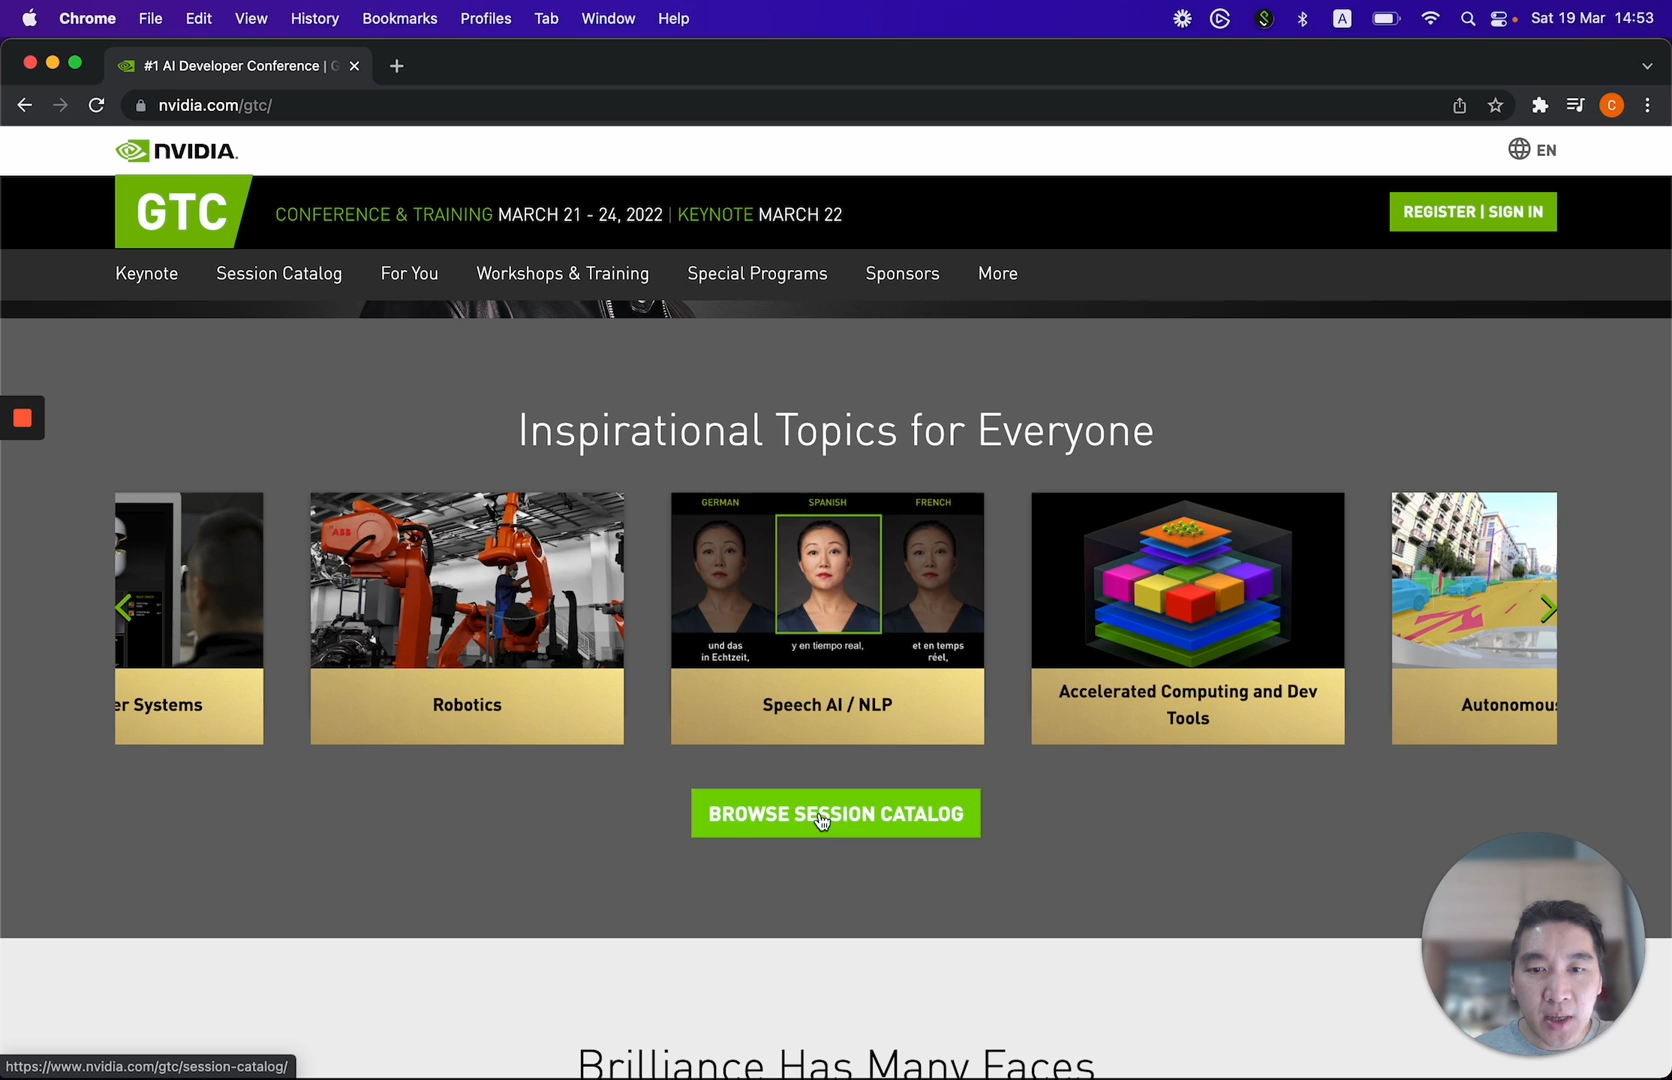 Chrome File Edit View History Bookmarks Profiles Tab Window Help
A
Sat 19 Mar 14:53
#1 AI Developer Conference | G
nvidia.com/gtc/
C
NVIDIA.
EN
GTC
CONFERENCE & TRAINING MARCH 21 - 24, 2022 | KEYNOTE MARCH 22
REGISTER | SIGN IN
Keynote Session Catalog For You Workshops & Training Special Programs Sponsors More
Inspirational Topics for Everyone
ABB
GERMAN SPANISH FRENCH
und das
in Echtzeit,
y en tiempo real,
et en temps
réel,
er Systems
Robotics
Speech AI / NLP
Accelerated Computing and Dev
Tools
Autonomous
BROWSE SESSION CATALOG
Brilliance Has Many Faces
https://www.nvidia.com/gtc/session-catalog/